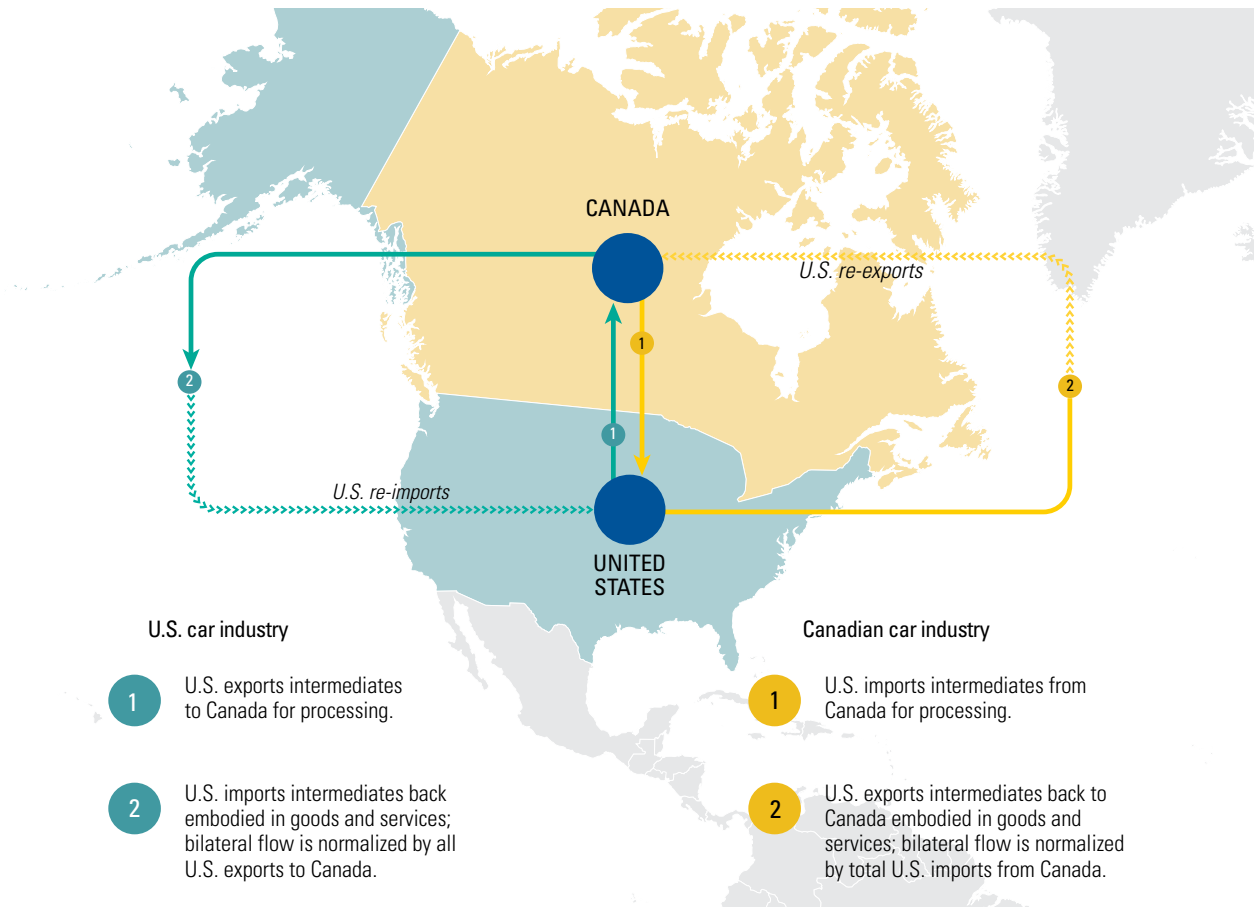 CANADA
U.S. re-exports
1
2
2
1
U.S. re-imports
UNITED
STATES
U.S. car industry
1
U.S. exports intermediates
to Canada for processing.
2
U.S. imports intermediates back
embodied in goods and services;
bilateral flow is normalized by all
U.S. exports to Canada.
Canadian car industry
1
U.S. imports intermediates from
Canada for processing.
2
U.S. exports intermediates back to
Canada embodied in goods and
services; bilateral flow is normalized
by total U.S. imports from Canada.